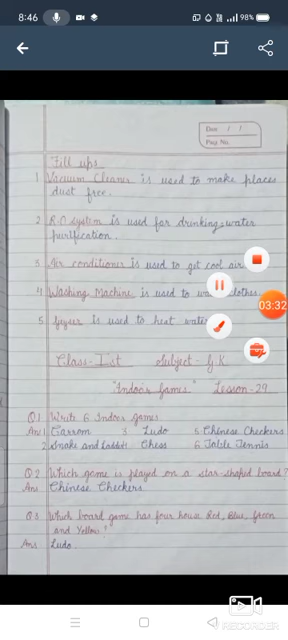 8:46
98%
Date / /
Pag. No.
Fill ups
1 Vacuum Cleaner is used to make places
dust free.
2 R.O system is used for drinking water
purification.
3 Air conditioner is used to get cool air
4 Washing Machine is used to clothes.
5 Geyser is used to heat water
03:32
Class - Ist Subject - G.K
"Indoor Games" Lesson - 29
Q1 Write 6 Indoor games
Ans 1 Carrom 3 Ludo 5 Chinese Checkers
2 Snake and Ladder 4 Chess 6 Table Tennis
Q2 Which game is played on a star-shaped board?
Ans Chinese Checkers.
Q3 Which board game has four house Red, Blue, Green
and Yellow?
Ans Ludo.
RECORDER